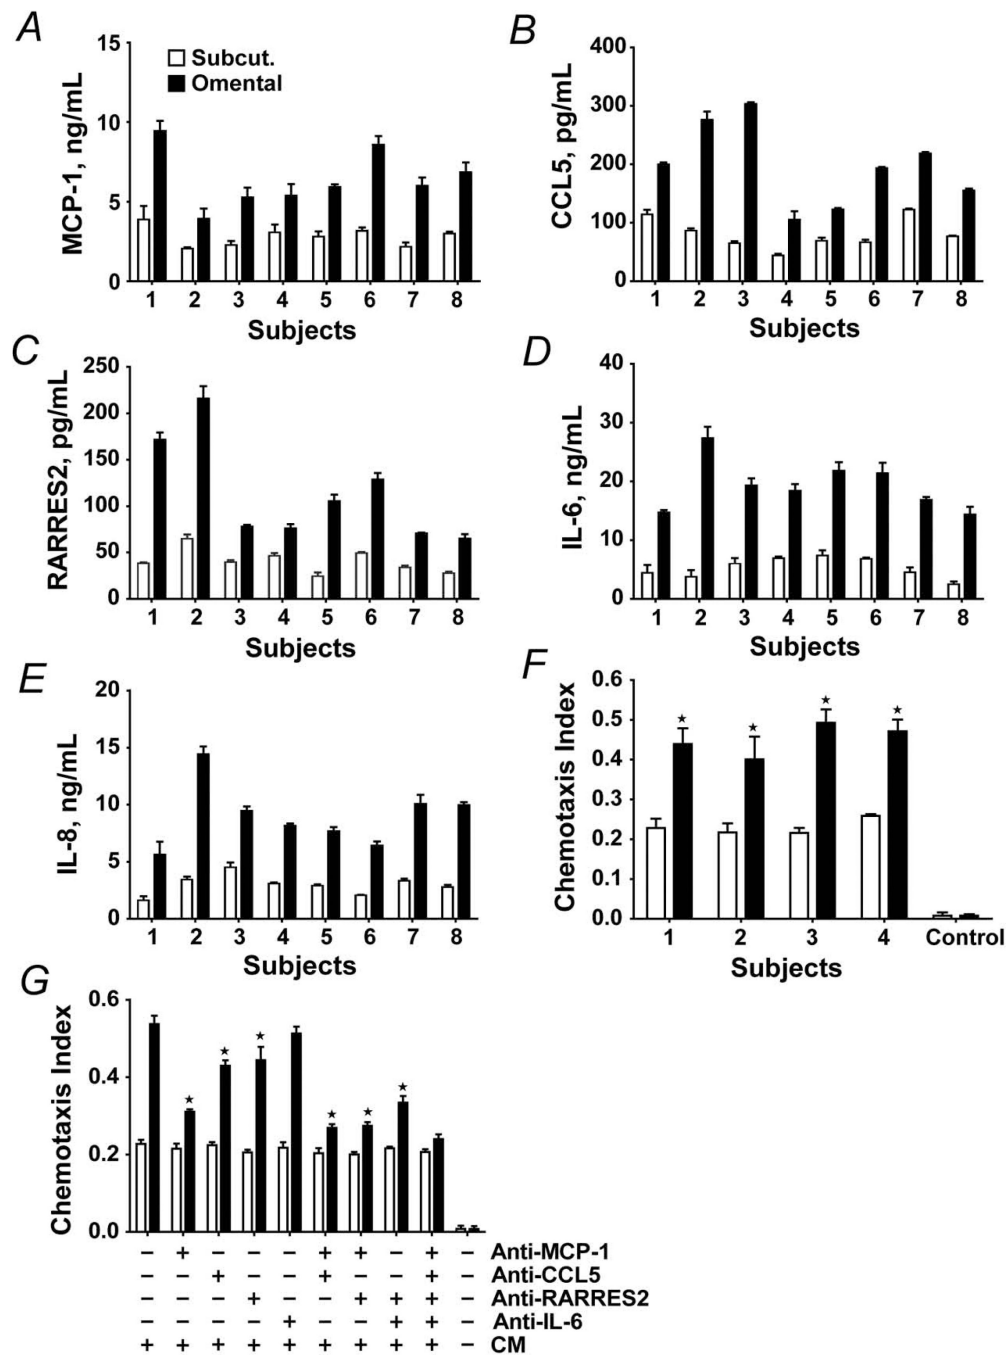 A
15
10
5
0
MCP-1, ng/mL
Subcut.
Omental
1 2 3 4 5 6 7 8
Subjects
B
400
300
200
100
0
CCL5, pg/mL
1 2 3 4 5 6 7 8
Subjects
C
250
200
150
100
50
0
RARRES2, pg/mL
1 2 3 4 5 6 7 8
Subjects
D
40
30
20
10
0
IL-6, ng/mL
1 2 3 4 5 6 7 8
Subjects
E
20
15
10
5
0
IL-8, ng/mL
1 2 3 4 5 6 7 8
Subjects
F
0.6
0.5
0.4
0.3
0.2
0.1
0.0
Chemotaxis Index
★ ★ ★ ★
1 2 3 4 Control
Subjects
G
0.6
0.4
0.2
0.0
Chemotaxis Index
★ ★ ★ ★ ★ ★
− + − − − + + − + − Anti-MCP-1
− − + − − + − − + − Anti-CCL5
− − − + − − + + + − Anti-RARRES2
− − − − + − − + + − Anti-IL-6
+ + + + + + + + + − CM